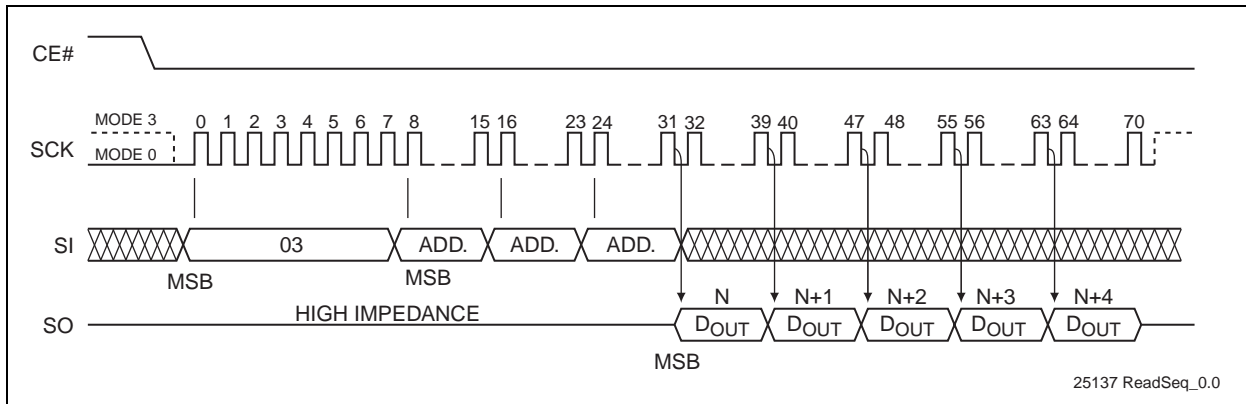 CE#
MODE 3
0 1 2 3 4 5 6 7 8 15 16 23 24 31 32 39 40 47 48 55 56 63 64 70
SCK
MODE 0
SI 03 ADD. ADD. ADD.
MSB MSB
N N+1 N+2 N+3 N+4
HIGH IMPEDANCE
SO DOUT DOUT DOUT DOUT DOUT
MSB
25137 ReadSeq_0.0